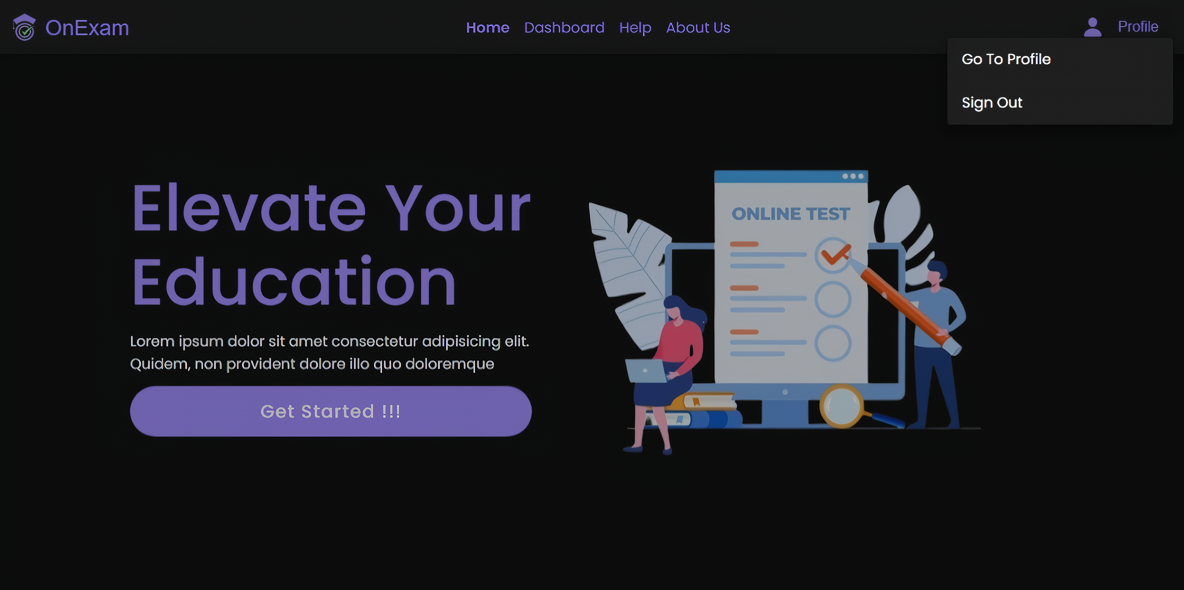 OnExam
Home Dashboard Help About Us
Profile
Go To Profile
Sign Out
Elevate Your
Education
Lorem ipsum dolor sit amet consectetur adipisicing elit.
Quidem, non provident dolore illo quo doloremque
Get Started !!!
ONLINE TEST